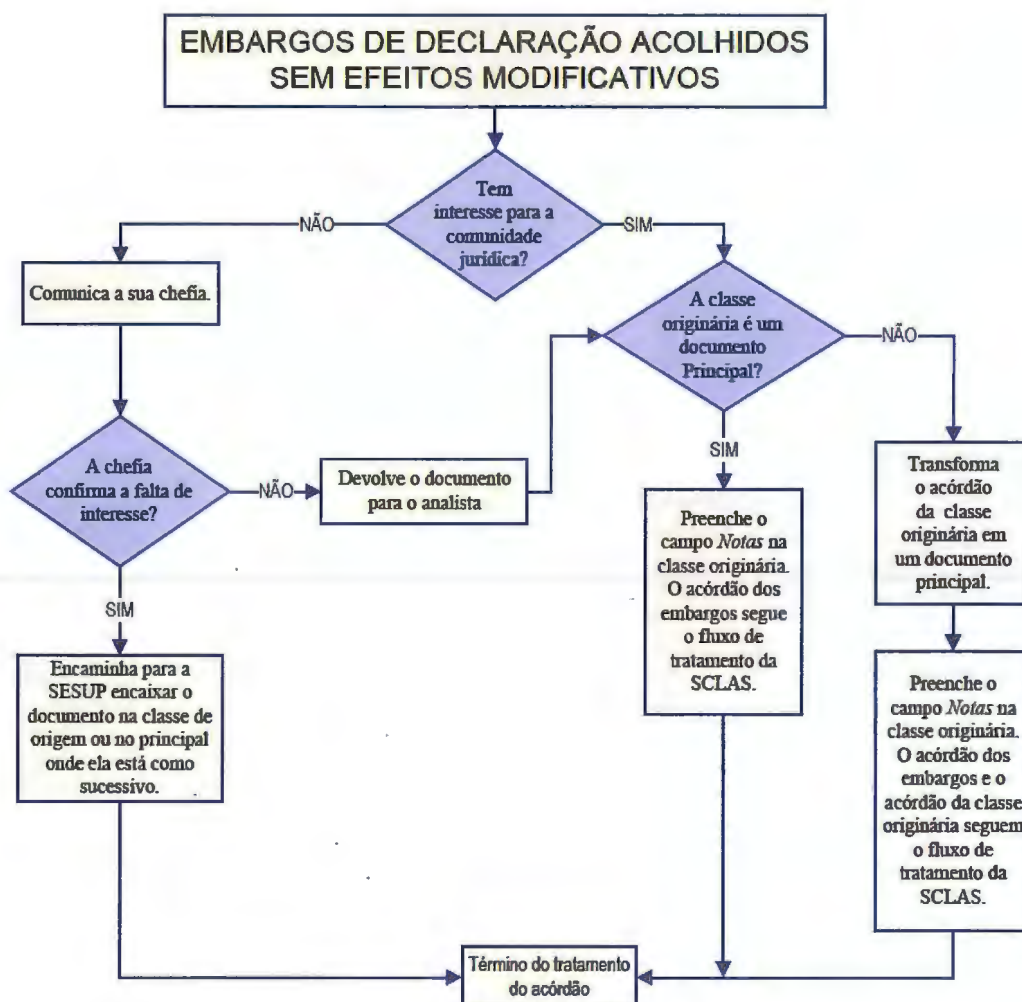 EMBARGOS DE DECLARAÇÃO ACOLHIDOS
SEM EFEITOS MODIFICATIVOS
Tem
interesse para a
comunidade
jurídica?
NÃO
SIM
Comunica a sua chefia.
A classe
originária é um
documento
Principal?
NÃO
SIM
A chefia
confirma a falta de
interesse?
NÃO
Devolve o documento
para o analista
SIM
Preenche o
campo Notas na
classe originária.
O acórdão dos
embargos segue
o fluxo de
tratamento da
SCLAS.
Transforma
o acórdão
da classe
originária em
um documento
principal.
Encaminha para a
SESUP encaixar o
documento na classe de
origem ou no principal
onde ela está como
sucessivo.
Preenche o
campo Notas na
classe originária.
O acórdão dos
embargos e o
acórdão da classe
originária seguem
o fluxo de
tratamento da
SCLAS.
Término do tratamento
do acórdão